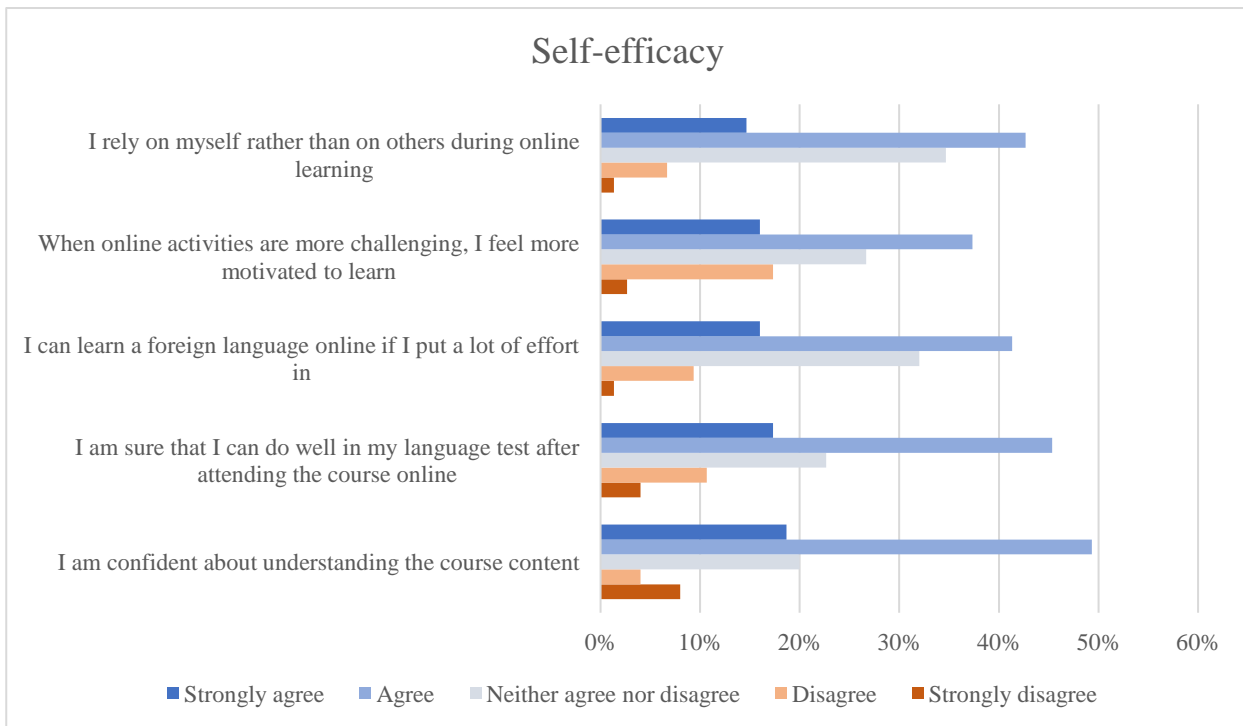 Self-efficacy
I rely on myself rather than on others during online
learning
When online activities are more challenging, I feel more
motivated to learn
I can learn a foreign language online if I put a lot of effort
in
I am sure that I can do well in my language test after
attending the course online
I am confident about understanding the course content
0% 10% 20% 30% 40% 50% 60%
Strongly agree Agree Neither agree nor disagree Disagree Strongly disagree